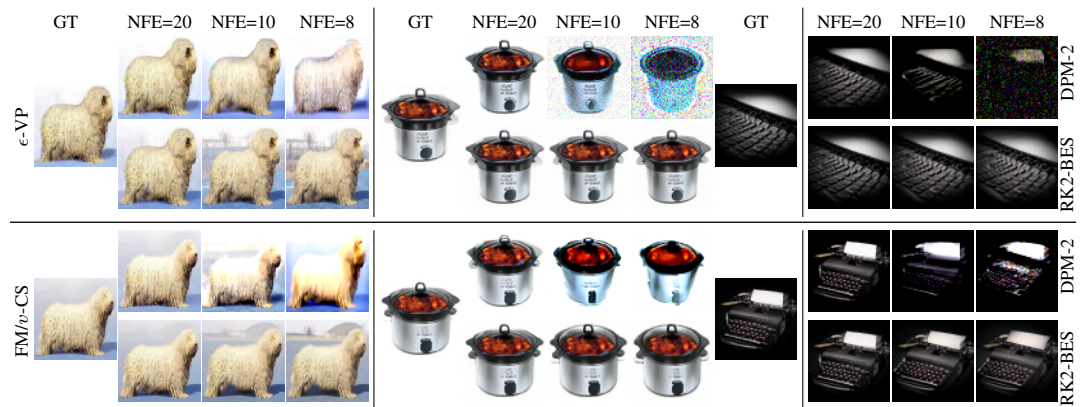 GT NFE=20 NFE=10 NFE=8 GT NFE=20 NFE=10 NFE=8 GT NFE=20 NFE=10 NFE=8
ϵ-VP
DPM-2
RK2-BES
FM/v-CS
DPM-2
RK2-BES